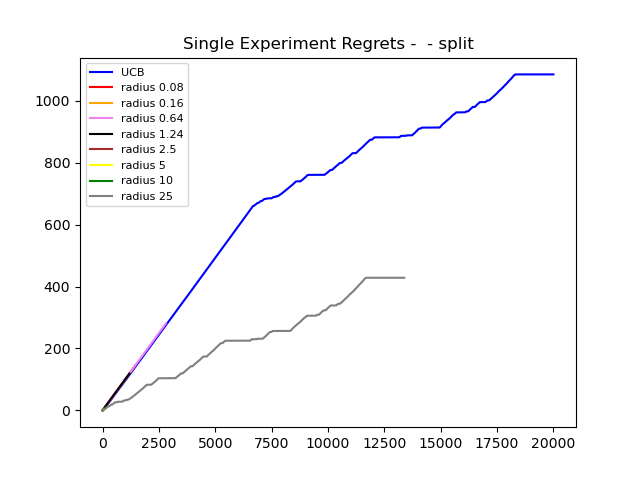 Single Experiment Regrets -  - split
UCB
radius 0.08
radius 0.16
radius 0.64
radius 1.24
radius 2.5
radius 5
radius 10
radius 25
1000
800
600
400
200
0
0 2500 5000 7500 10000 12500 15000 17500 20000